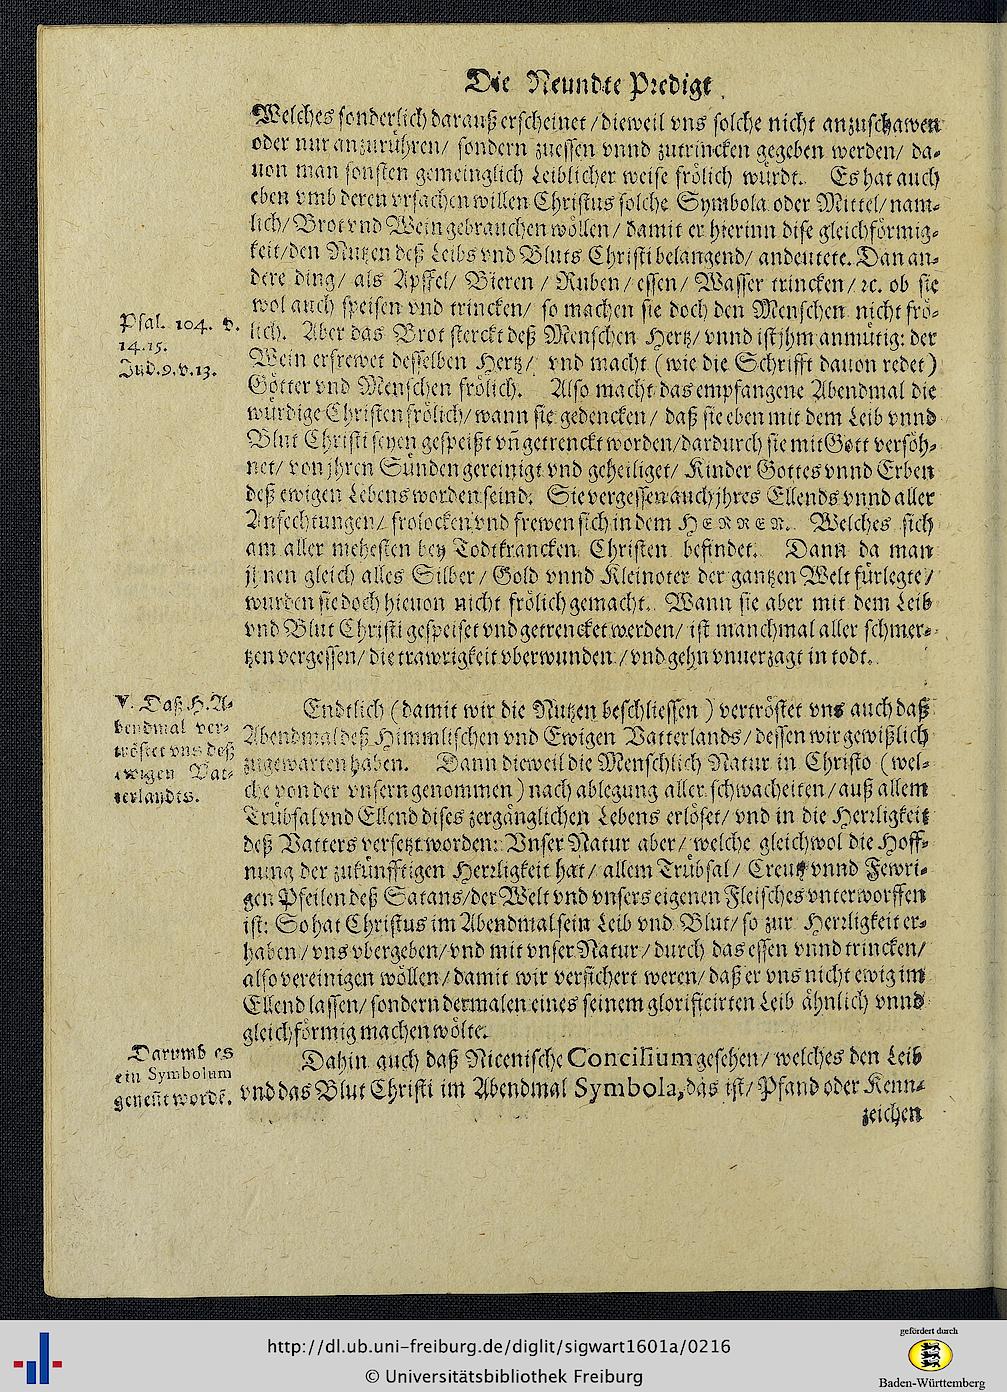 Die Neundte Predigt
Welches sonderlich darauß erscheinet / dieweil vns solche nicht anzuschawen
oder nur anzurühren / sondern zuessen vnnd zutrincken gegeben werden / da-
uon man sonsten gemeinglich Leiblicher weise frölich würdt. Es hat auch
eben vmb deren vrsachen willen Christus solche Symbola oder Mittel / nam-
lich / Brot vnd Wein gebrauchen wöllen / damit er hierinn dise gleichförmig-
keit / den Nutzen deß Leibs vnd Bluts Christi belangend / andeutete. Dan an-
dere ding / als Apffel / Bieren / Ruben / essen / Wasser trincken / ꝛc. ob sie
wol auch speisen vnd trincken / so machen sie doch den Menschen nicht frö-
lich. Aber das Brot sterckt deß Menschen Hertz / vnnd ist jhm anmütig: der
Wein erfrewet desselben Hertz / vnd macht (wie die Schrifft dauon redet)
Götter vnd Menschen frölich. Also macht das empfangene Abendmal die
würdige Christen frölich / wann sie gedencken / daß sie eben mit dem Leib vnnd
Blut Christi seyen gespeißt vñ getrenckt worden / dardurch sie mit Gott versöh-
net / von jhren Sünden gereinigt vnd geheiliget / Kinder Gottes vnnd Erben
deß ewigen Lebens worden seind. Sie vergessen auch jhres Ellends vnnd aller
Anfechtungen / frolocken vnd frewen sich in dem HERREN. Welches sich
am aller mehesten bey Todtkrancken Christen befindet. Dann da man
jhnen gleich alles Silber / Gold vnnd Kleinoter der gantzen Welt fürlegte /
wurden sie doch hieuon nicht frölich gemacht. Wann sie aber mit dem Leib
vnd Blut Christi gespeiset vnd getrencket werden / ist manchmal aller schmer-
tzen vergessen / die trawrigkeit vberwunden / vnd gehn vnuerzagt in todt.
Psal. 104. v.
14.15.
Jud.9.v.13.
Endtlich (damit wir die Nutzen beschliessen) vertröstet vns auch daß
Abendmal deß Himmlischen vnd Ewigen Vatterlands / dessen wir gewißlich
zugewarten haben. Dann dieweil die Menschlich Natur in Christo (wel-
che von der vnsern genommen) nach ablegung aller schwacheiten / auß allem
Trübsal vnd Ellend dises zergänglichen Lebens erlöset / vnd in die Herrligkeit
deß Vatters versetzt worden: Vnser Natur aber / welche gleichwol die Hoff-
nung der zukünfftigen Herrligkeit hat / allem Trübsal / Creutz vnnd Fewri-
gen Pfeilen deß Satans / der Welt vnd vnsers eigenen Fleisches vnterworffen
ist: So hat Christus im Abendmal sein Leib vnd Blut / so zur Herrligkeit er-
haben / vns vbergeben / vnd mit vnser Natur / durch das essen vnnd trincken /
also vereinigen wöllen / damit wir versichert weren / daß er vns nicht ewig im
Ellend lassen / sondern dermalen eines seinem glorificirten Leib ähnlich vnnd
gleichförmig machen wölte.
V. Daß H. A-
bendmal ver-
tröstet vns deß
ewigen Vat-
terlandts.
Dahin auch daß Nicenische Concilium gesehen / welches den Leib
vnd das Blut Christi im Abendmal Symbola, das ist / Pfand oder Kenn-
zeichen
Darumb es
ein Symbolum
geneñt wordẽ.
http://dl.ub.uni-freiburg.de/diglit/sigwart1601a/0216
© Universitätsbibliothek Freiburg
gefördert durch
Baden-Württemberg